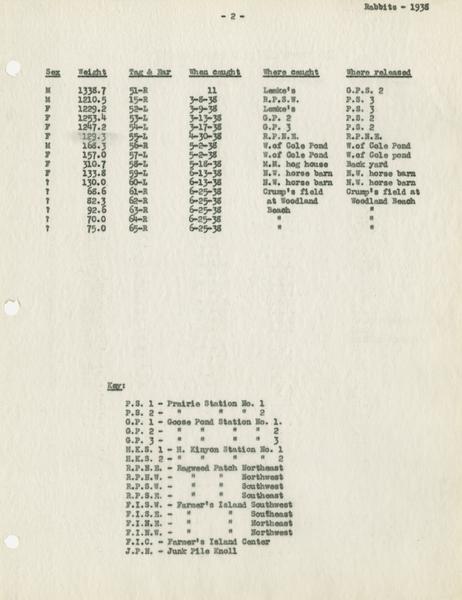 Rabbits - 1938
- 2 -
Sex Weight Tag & Ear When caught Where caught Where released
M 1338.7 51-R 11 Lemke's G.P.S. 2
M 1210.5 15-R 3-8-38 R.P.S.W. P.S. 3
F 1229.2 52-L 3-9-38 Lemke's P.S. 3
F 1253.4 53-L 3-13-38 G.P. 2 P.S. 2
F 1247.2 54-L 3-17-38 G.P. 3 P.S. 3
F 129.3 55-L 4-30-38 R.P.N.E. R.P.N.E.
M 168.3 56-R 5-2-38 W.of Cole Pond W.of Cole Pond
F 157.0 57-L 5-2-38 W.of Cole Pond W.of Cole pond
F 310.7 58-L 5-18-38 M.H. hog house Back yard
F 133.8 59-L 6-13-38 N.W. horse barn N.W. horse barn
? 130.0 60-L 6-13-38 N.W. horse barn N.W. horse barn
? 68.6 61-R 6-25-38 Crump's field Crump's field
? 82.3 62-R 6-25-38 at Woodland Woodland Beach
? 92.6 63-R 6-25-38 Beach "
? 70.0 64-R 6-25-38 " "
? 75.0 65-R 6-25-38 " "
Key:
P.S. 1 - Prairie Station No. 1
P.S. 2 - " " " 2
G.P. 1 - Goose Pond Station No. 1.
G.P. 2 - " " " " 2
G.P. 3 - " " " " 3
H.K.S. 1 - H. Kinyon Station No. 1
H.K.S. 2 - " " " " 2
R.P.N.E. - Ragweed Patch Northeast
R.P.N.W. - " " Northwest
R.P.S.W. - " " Southwest
R.P.S.E. - " " Southeast
F.I.S.W. - Farmer's Island Southwest
F.I.S.E. - " " Southeast
F.I.N.E. - " " Northeast
F.I.N.W. - " " Northwest
F.I.C. - Farmer's Island Center
J.P.N. - Junk Pile Knoll